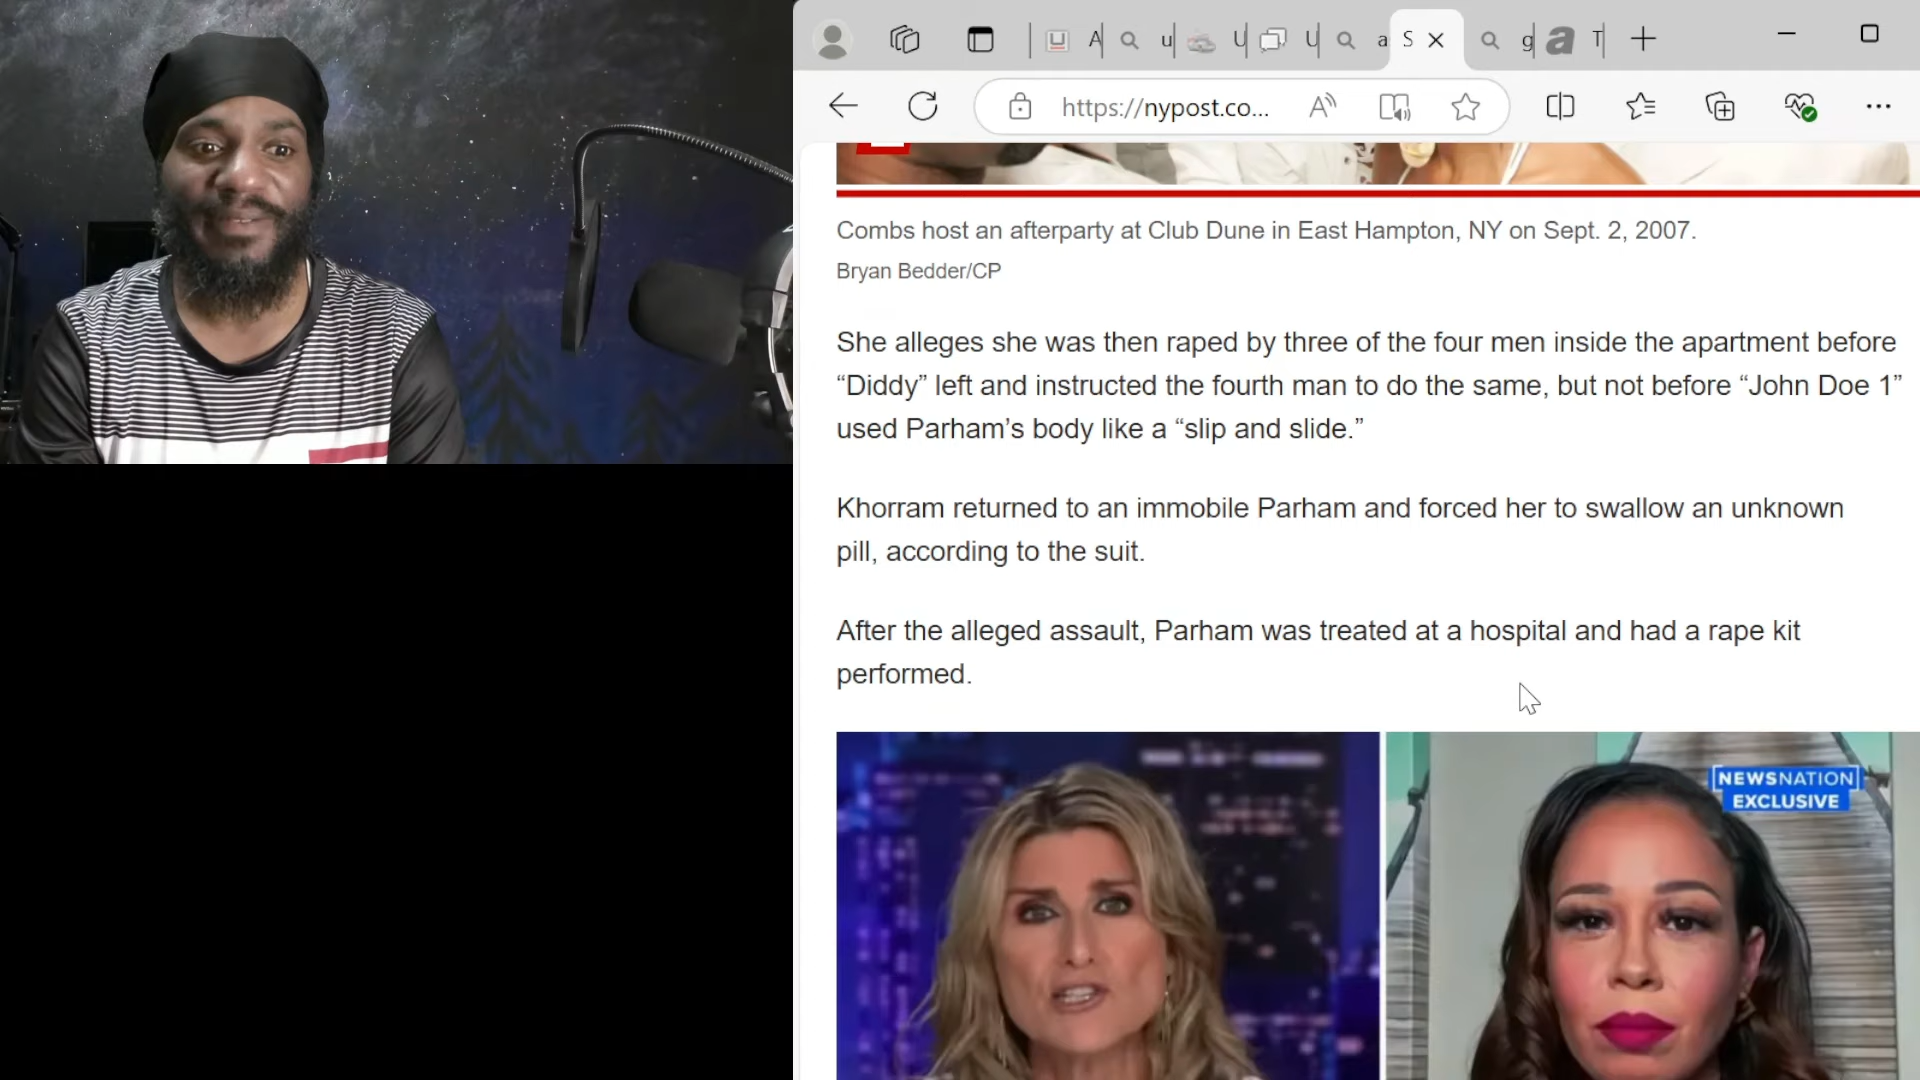 A u U U a S g a T
https://nypost.co... A
Combs host an afterparty at Club Dune in East Hampton, NY on Sept. 2, 2007.
Bryan Bedder/CP
She alleges she was then raped by three of the four men inside the apartment before
“Diddy” left and instructed the fourth man to do the same, but not before “John Doe 1”
used Parham’s body like a “slip and slide.”
Khorram returned to an immobile Parham and forced her to swallow an unknown
pill, according to the suit.
After the alleged assault, Parham was treated at a hospital and had a rape kit
performed.
NEWSNATION
EXCLUSIVE